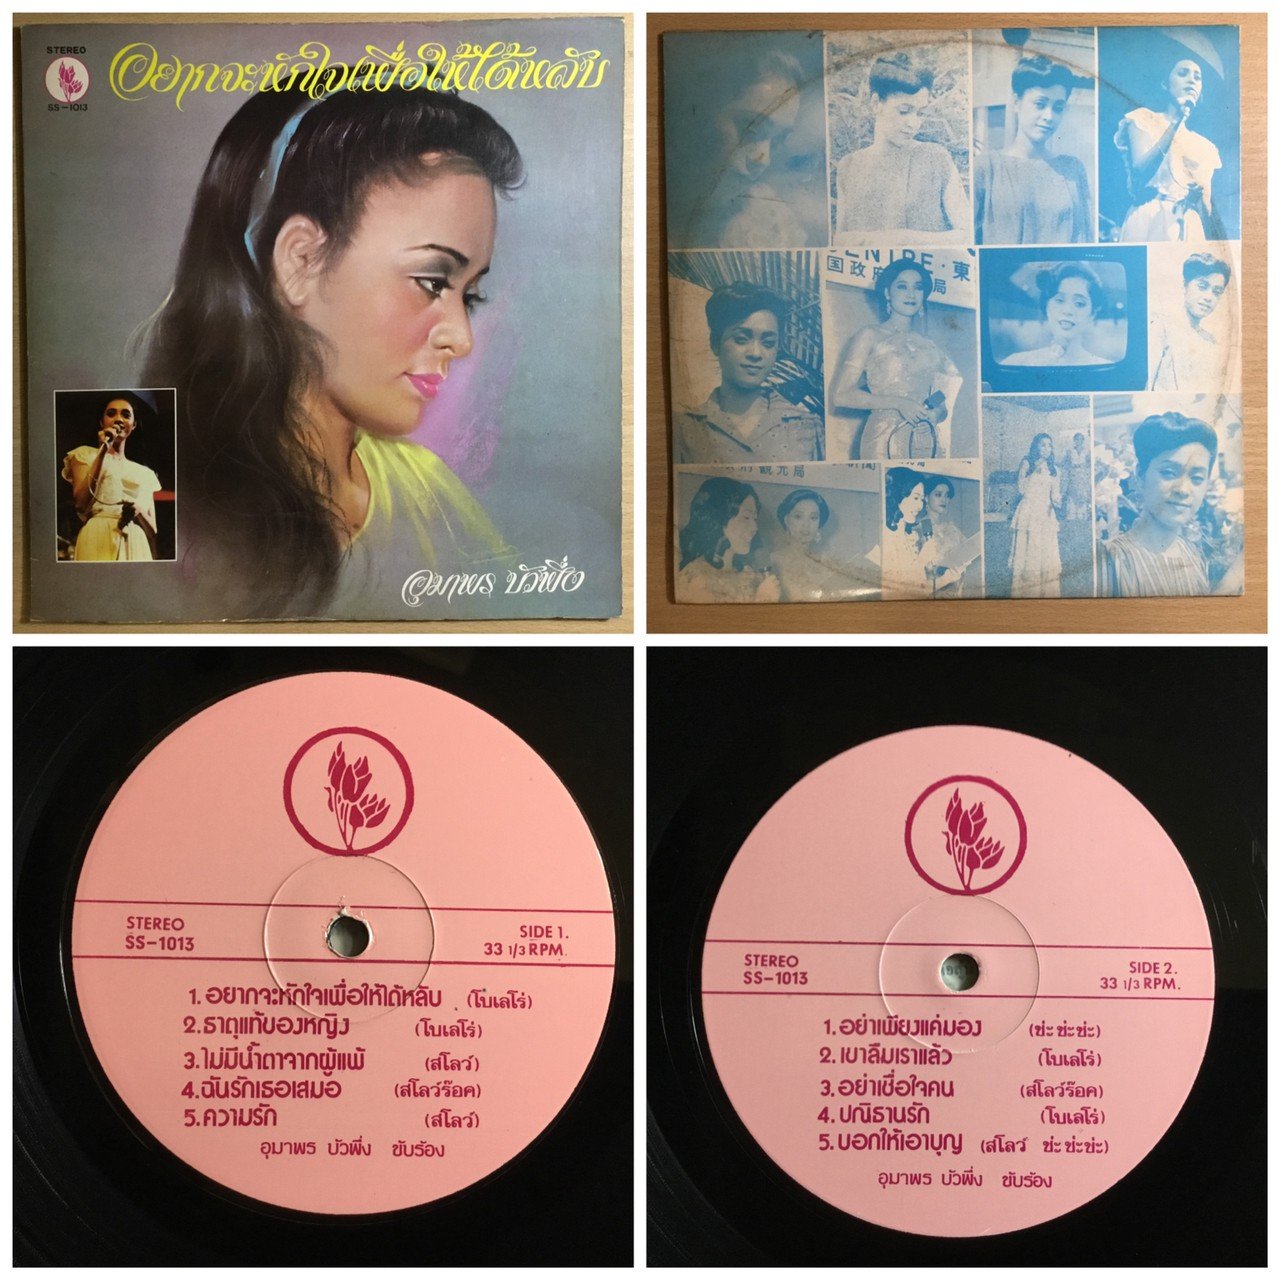 STEREO
SS-1013
อยากจะหักใจเพื่อให้ได้หลับ
อุมาพร บัวพึ่ง
CENTRE · 東
国政府
局
府観光局
STEREO
SS-1013
SIDE 1.
33 1/3 RPM.
1. อยากจะหักใจเพื่อให้ได้หลับ (โบเลโร่)
2. ธาตุแท้ของหญิง (โบเลโร่)
3. ไม่มีน้ำตาจากผู้แพ้ (สโลว์)
4. ฉันรักเธอเสมอ (สโลว์ร๊อค)
5. ความรัก (สโลว์)
อุมาพร บัวพึ่ง ขับร้อง
STEREO
SS-1013
SIDE 2.
33 1/3 RPM.
1. อย่าเพียงแค่มอง (ช่ะ ช่ะ ช่ะ)
2. เขาลืมเราแล้ว (โบเลโร่)
3. อย่าเชื่อใจคน (สโลว์ร๊อค)
4. ปณิธานรัก (โบเลโร่)
5. บอกให้เอาบุญ (สโลว์ ช่ะ ช่ะ ช่ะ)
อุมาพร บัวพึ่ง ขับร้อง